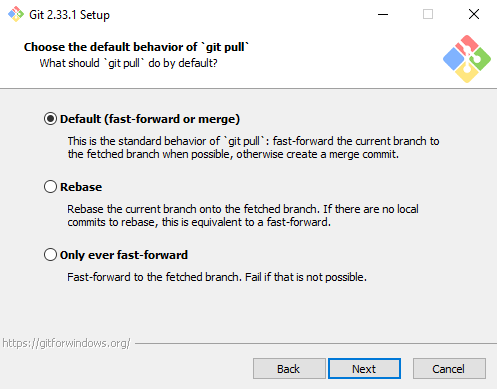 Git 2.33.1 Setup
Choose the default behavior of `git pull`
What should `git pull` do by default?
Default (fast-forward or merge)
This is the standard behavior of `git pull`: fast-forward the current branch to
the fetched branch when possible, otherwise create a merge commit.
Rebase
Rebase the current branch onto the fetched branch. If there are no local
commits to rebase, this is equivalent to a fast-forward.
Only ever fast-forward
Fast-forward to the fetched branch. Fail if that is not possible.
https://gitforwindows.org/
Back Next Cancel